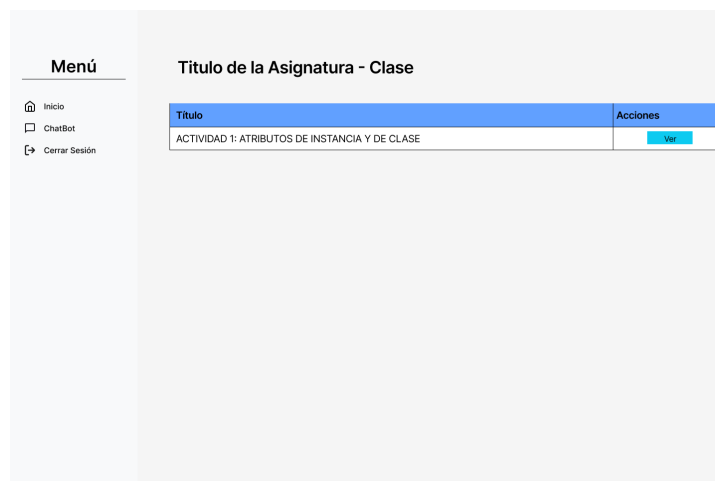 Menú
Inicio
ChatBot
Cerrar Sesión
Titulo de la Asignatura - Clase
Título Acciones
ACTIVIDAD 1: ATRIBUTOS DE INSTANCIA Y DE CLASE Ver